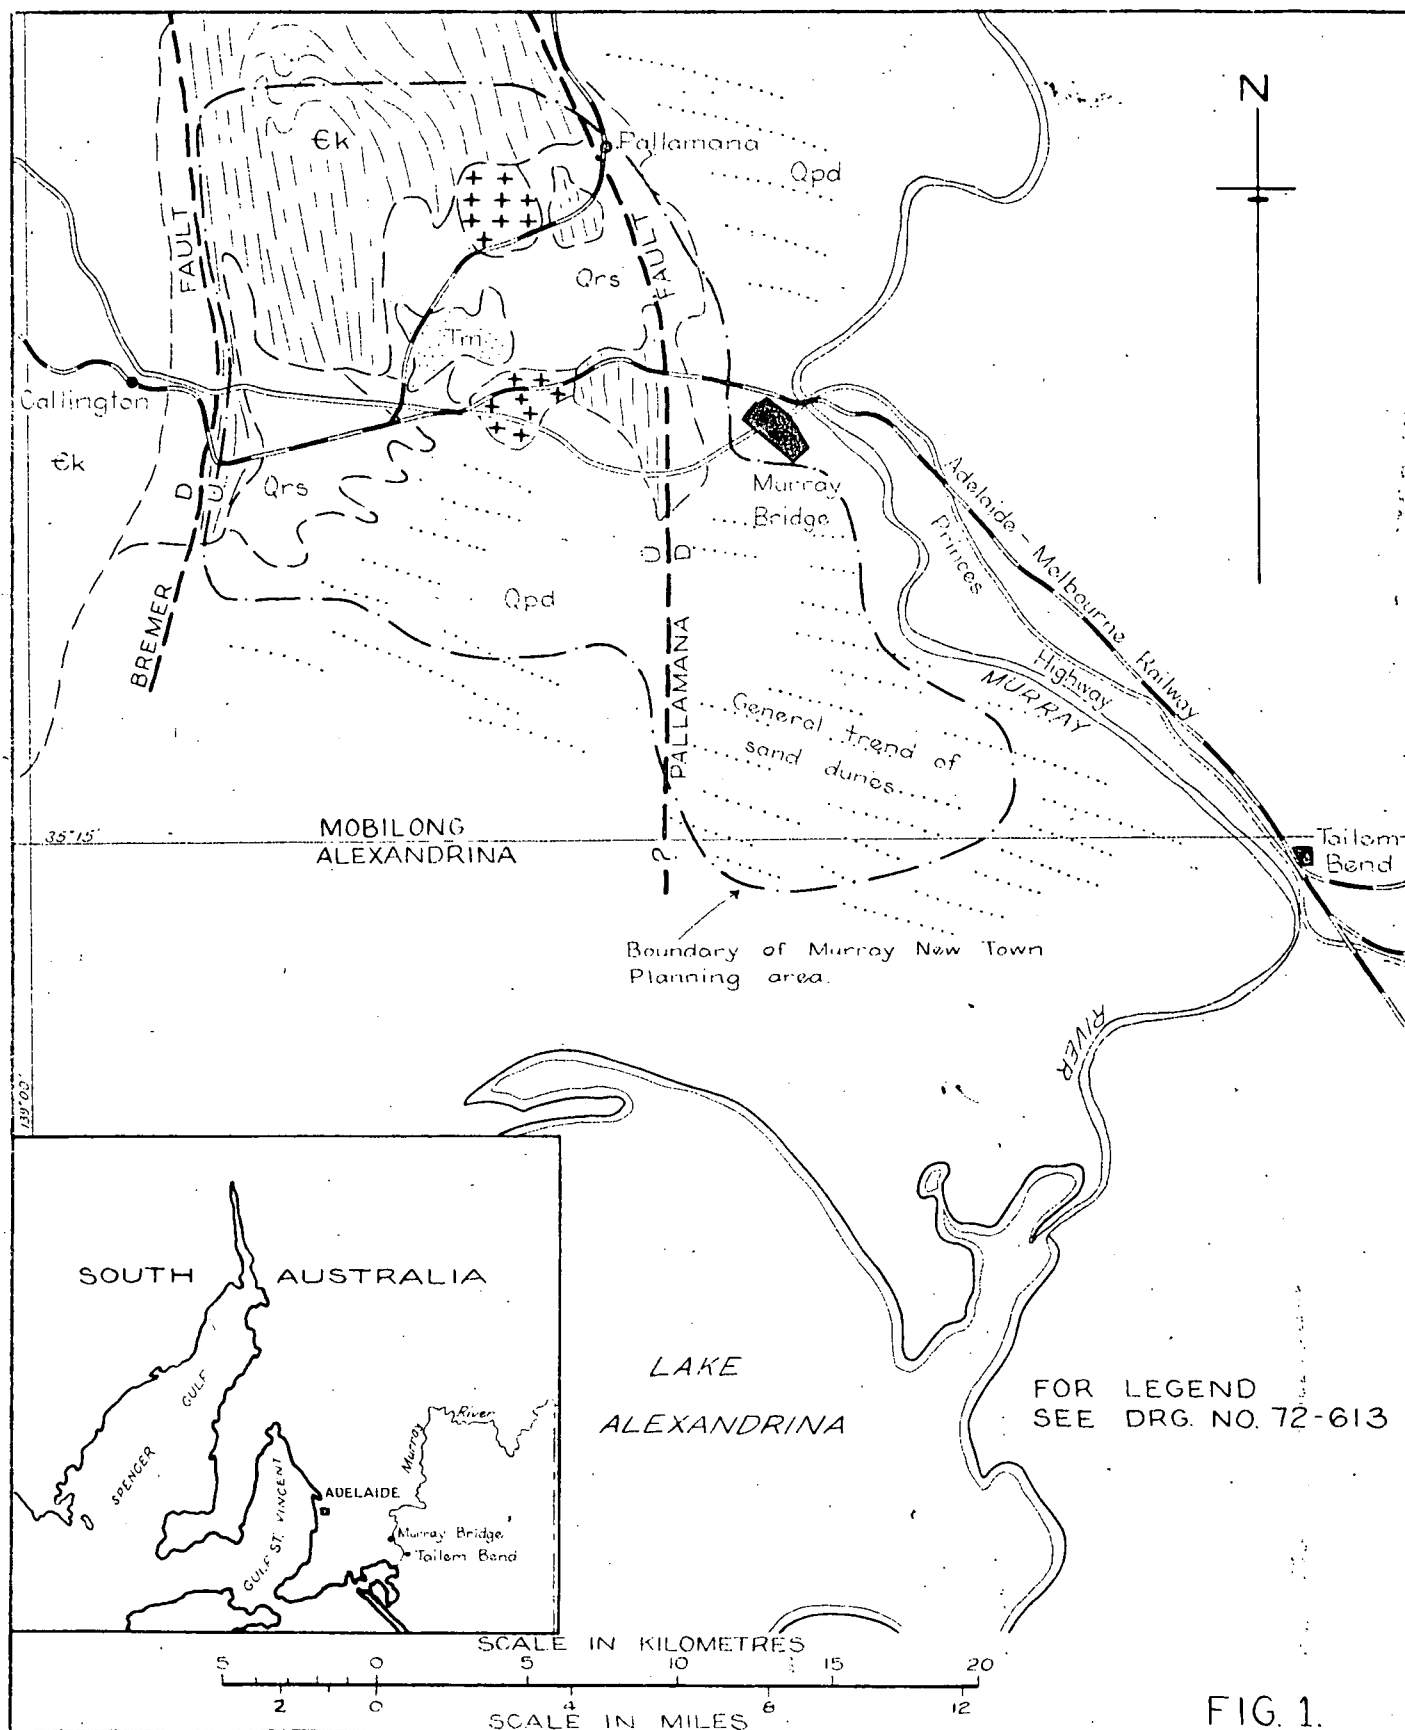 N
Єk
Pallamana
Qpd
FAULT
FAULT
Qrs
Tm
Callington
Єk
D
U
Qrs
Murray
Bridge
Adelaide - Melbourne Railway
Princes
Highway
U
D
Qpd
BREMER
PALLAMANA
MURRAY
General trend of
sand dunes
35°15'
MOBILONG
ALEXANDRINA
?
Tailem
Bend
Boundary of Murray New Town
Planning area.
RIVER
139°00'
SOUTH AUSTRALIA
GULF
SPENCER
GULF ST. VINCENT
ADELAIDE
Murray
River
Murray Bridge
Tailem Bend
LAKE
ALEXANDRINA
FOR LEGEND
SEE DRG. NO. 72-613
SCALE IN KILOMETRES
5 0 5 10 15 20
2 0 4 8 12
SCALE IN MILES
FIG. 1.